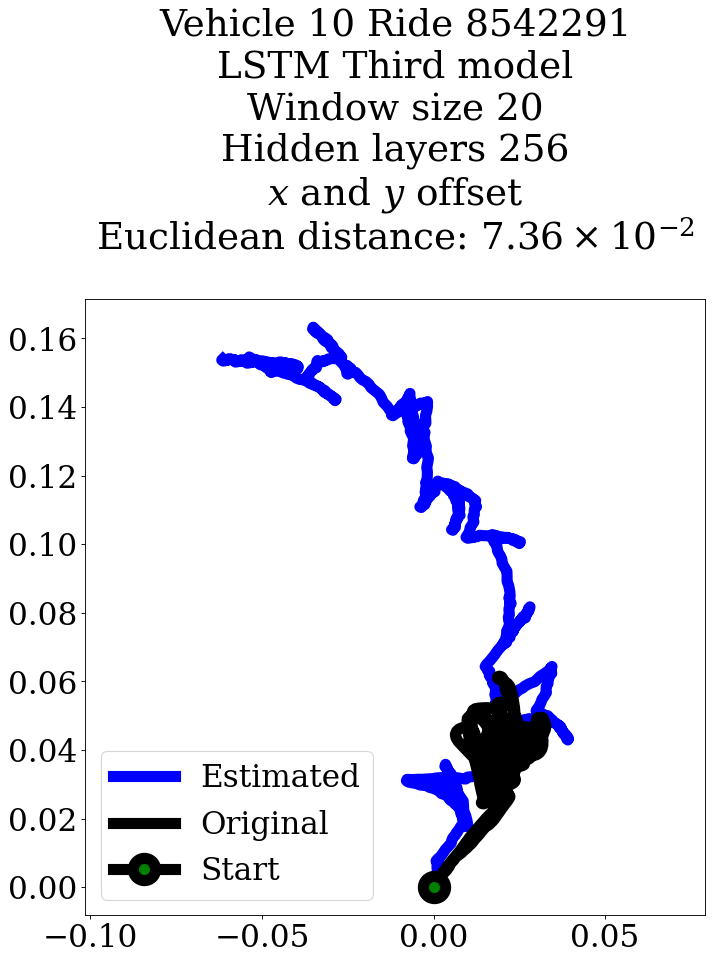 Vehicle 10 Ride 8542291
LSTM Third model
Window size 20
Hidden layers 256
x and y offset
Euclidean distance: 7.36 × 10⁻²
0.16
0.14
0.12
0.10
0.08
0.06
0.04
0.02
0.00
Estimated
Original
Start
−0.10
−0.05
0.00
0.05